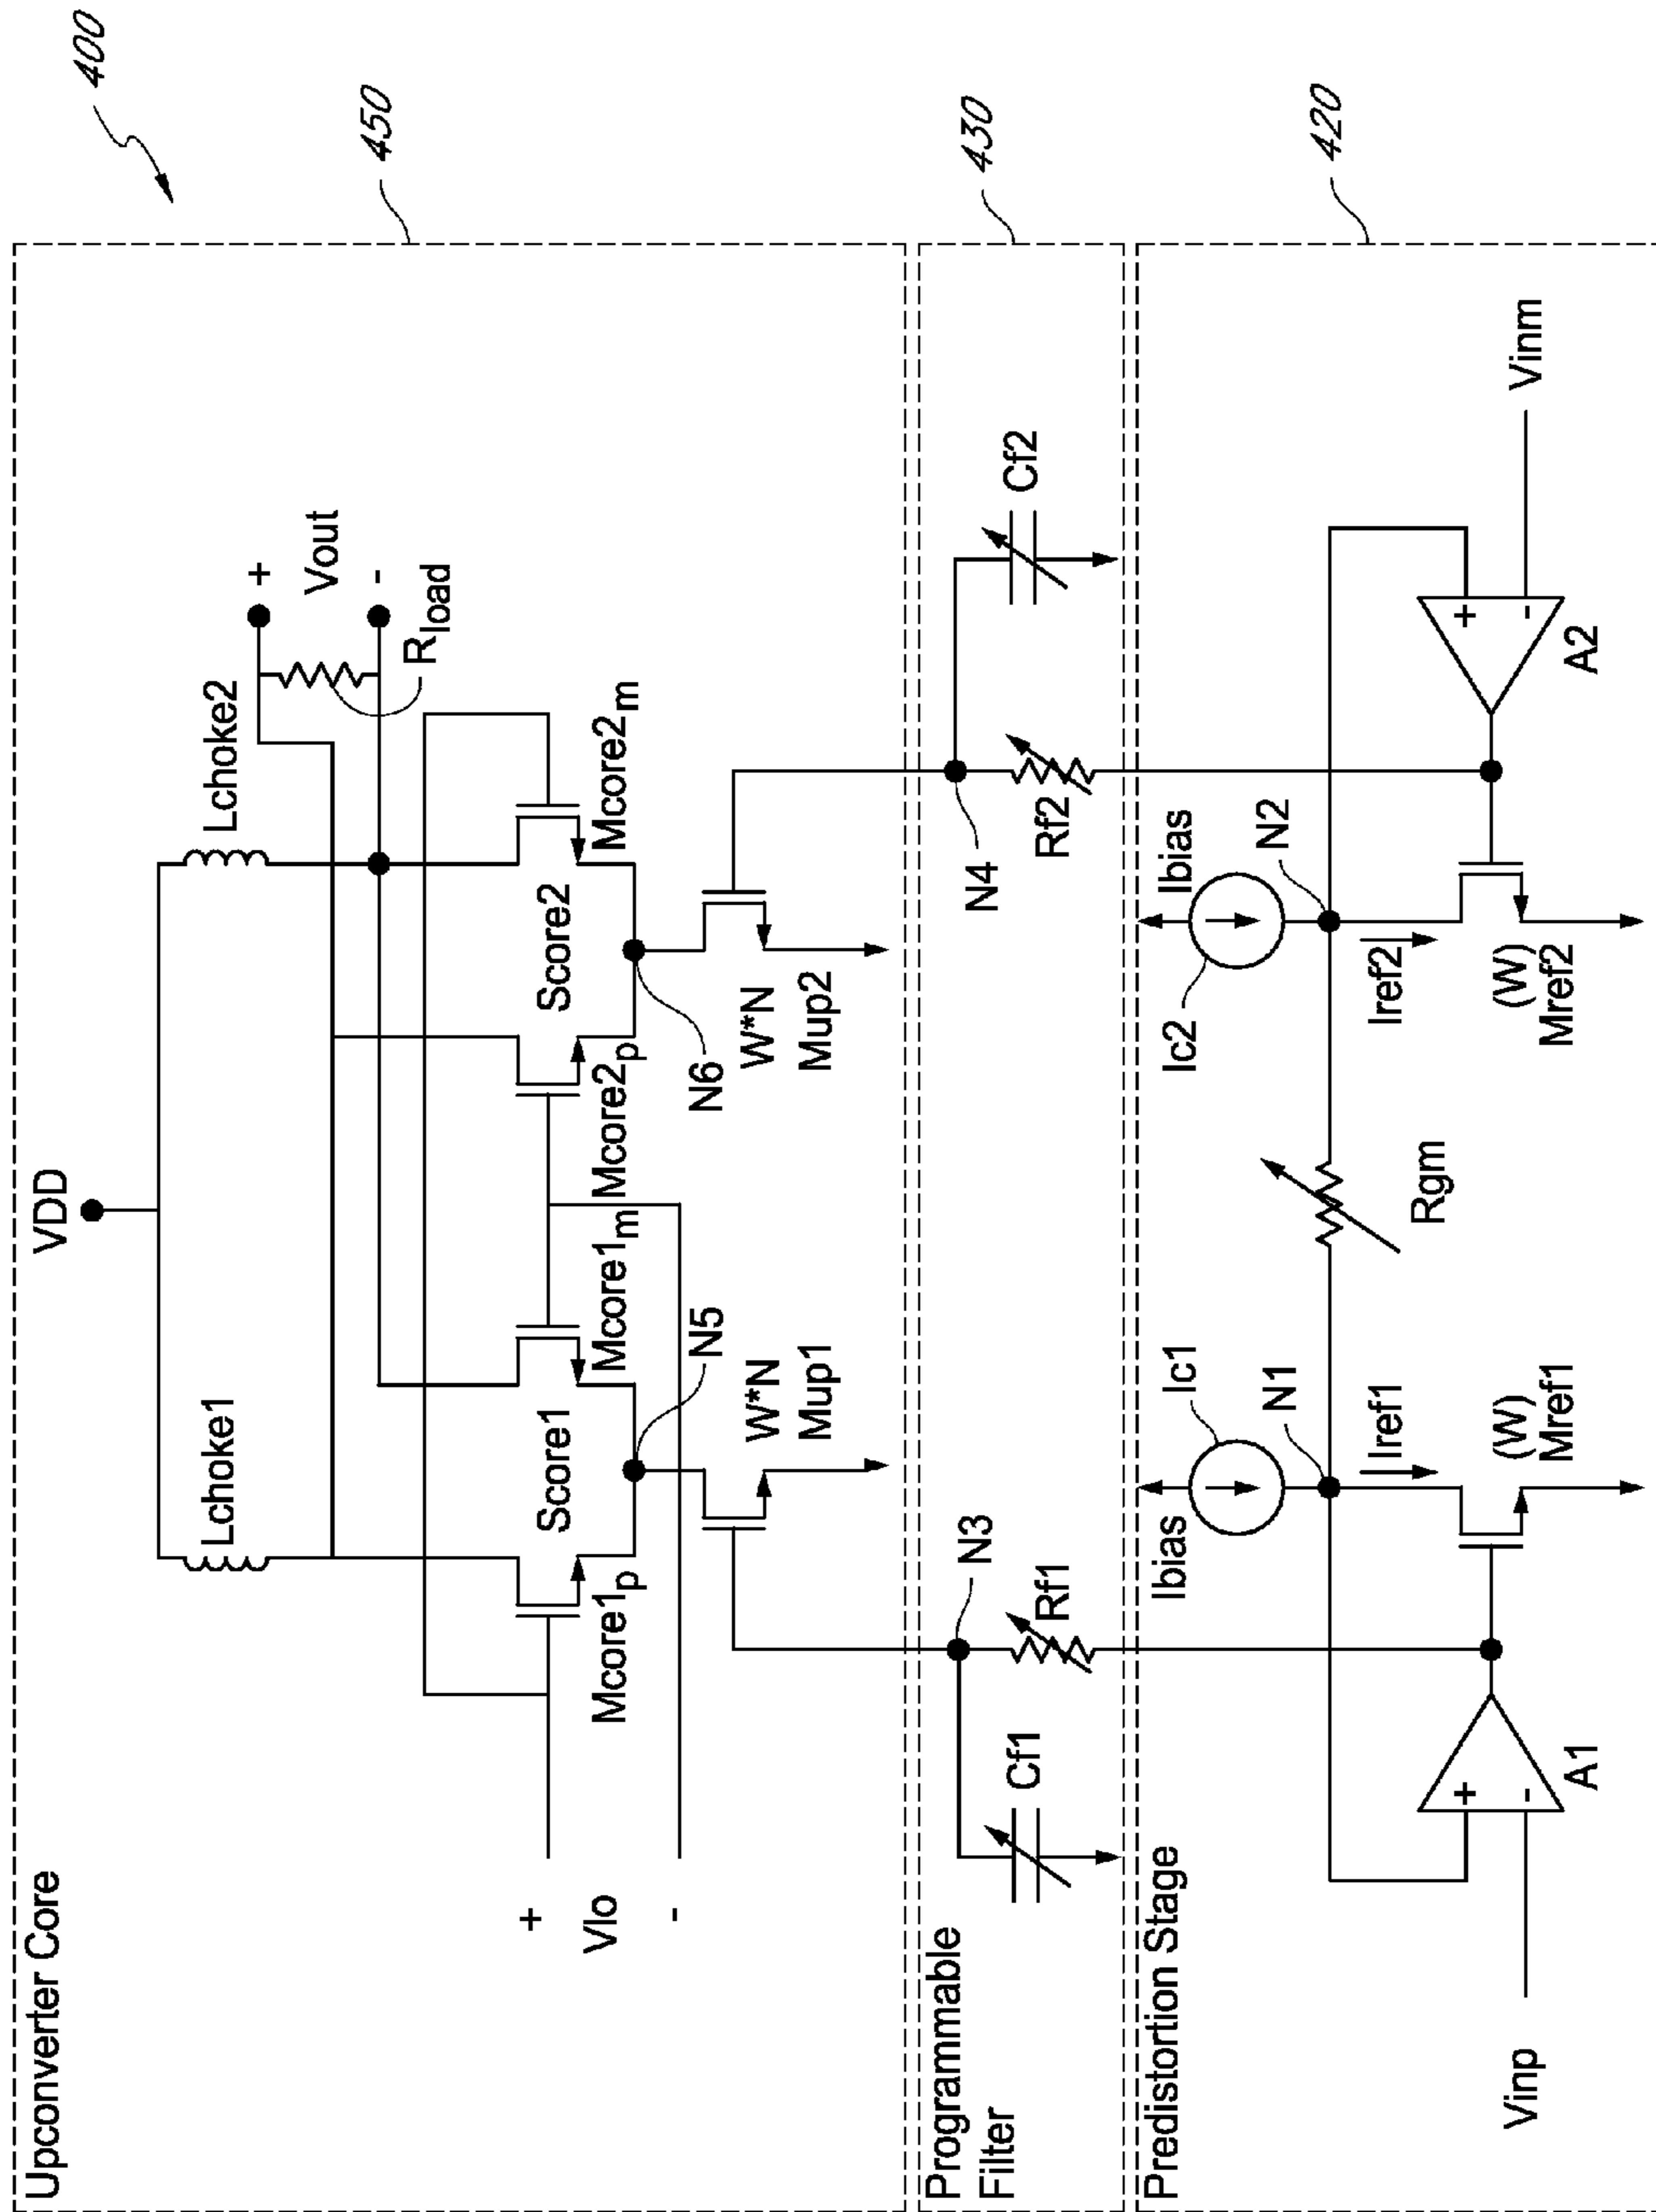 400
450
430
420
Upconverter Core
VDD
Lchoke1
Lchoke2
+
Vout
-
Rload
Score1
Score2
Mcore1p
Mcore1m
Mcore2p
Mcore2m
+
Vlo
-
N5
N6
W*N
Mup1
W*N
Mup2
Programmable
Filter
N3
N4
Cf1
Rf1
Rf2
Cf2
Predistortion Stage
Ibias
Ic1
Ic2
Ibias
N1
N2
Iref1
Iref2
Rgm
(W)
Mref1
(W)
Mref2
+
-
A1
+
-
A2
Vinp
Vinm